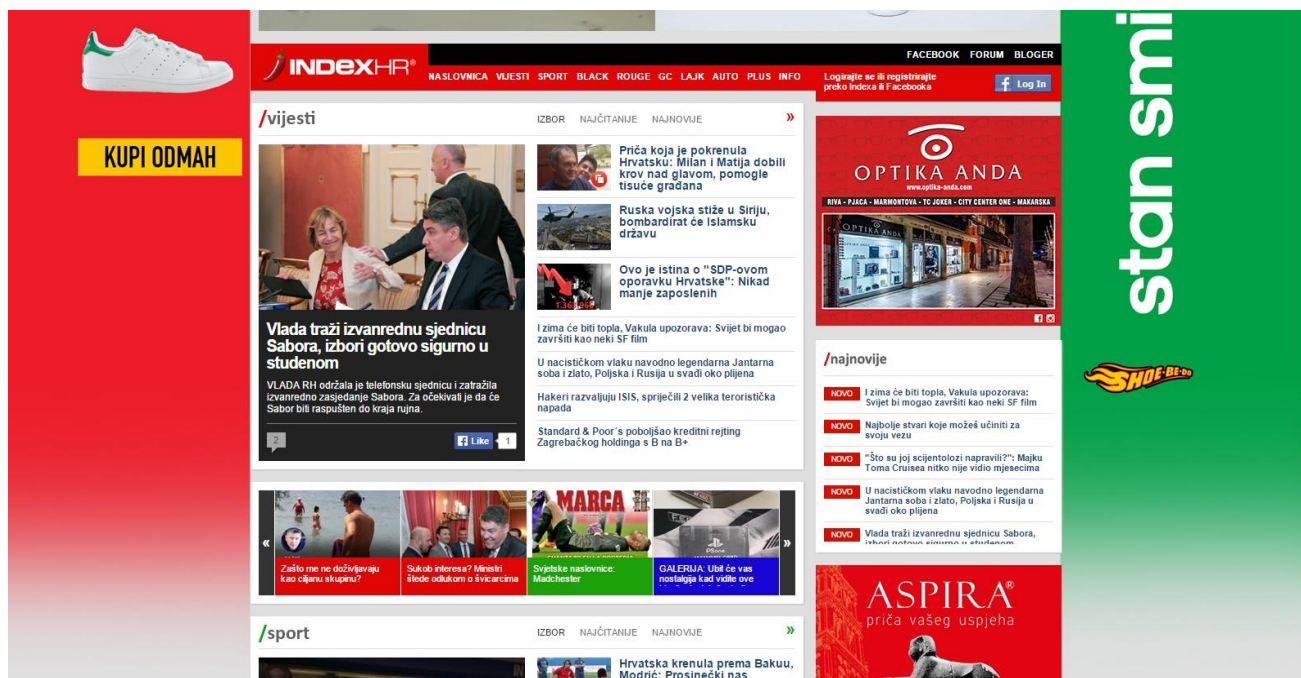 FACEBOOK FORUM BLOGER
INDEXHR®
NASLOVNICA VIJESTI SPORT BLACK ROUGE GC LAJK AUTO PLUS INFO
Logirajte se ili registrirajte
preko Indexa ili Facebooka
f Log In
KUPI ODMAH
stan smi
SHOE-BE-DO
/vijesti
IZBOR NAJČITANIJE NAJNOVIJE »
Vlada traži izvanrednu sjednicu
Sabora, izbori gotovo sigurno u
studenom
VLADA RH održala je telefonsku sjednicu i zatražila
izvanredno zasjedanje Sabora. Za očekivati je da će
Sabor biti raspušten do kraja rujna.
2
f Like 1
Priča koja je pokrenula
Hrvatsku: Milan i Matija dobili
krov nad glavom, pomogle
tisuće građana
Ruska vojska stiže u Siriju,
bombardirat će Islamsku
državu
Ovo je istina o "SDP-ovom
oporavku Hrvatske": Nikad
manje zaposlenih
I zima će biti topla, Vakula upozorava: Svijet bi mogao
završiti kao neki SF film
U nacističkom vlaku navodno legendarna Jantarna
soba i zlato, Poljska i Rusija u svađi oko plijena
Hakeri razvaljuju ISIS, spriječili 2 velika teroristička
napada
Standard & Poor´s poboljšao kreditni rejting
Zagrebačkog holdinga s B na B+
OPTIKA ANDA
www.optika-anda.com
RIVA - PJACA - MARMONTOVA - TC JOKER - CITY CENTER ONE - MAKARSKA
OPTIKA ANDA
/najnovije
NOVO I zima će biti topla, Vakula upozorava:
Svijet bi mogao završiti kao neki SF film
NOVO Najbolje stvari koje možeš učiniti za
svoju vezu
NOVO "Što su joj scijentolozi napravili?": Majku
Toma Cruisea nitko nije vidio mjesecima
NOVO U nacističkom vlaku navodno legendarna
Jantarna soba i zlato, Poljska i Rusija u
svađi oko plijena
NOVO Vlada traži izvanrednu sjednicu Sabora,
izbori gotovo sigurno u studenom
« »
MARCA
PSone
Zašto me ne doživljavaju
kao ciljanu skupinu?
Sukob interesa? Ministri
štede odlukom o švicarcima
Svjetske naslovnice:
Madchester
GALERIJA: Ubit će vas
nostalgija kad vidite ove
ASPIRA®
priča vašeg uspjeha
/sport
IZBOR NAJČITANIJE NAJNOVIJE »
Hrvatska krenula prema Bakuu,
Modrić: Prosinečki nas